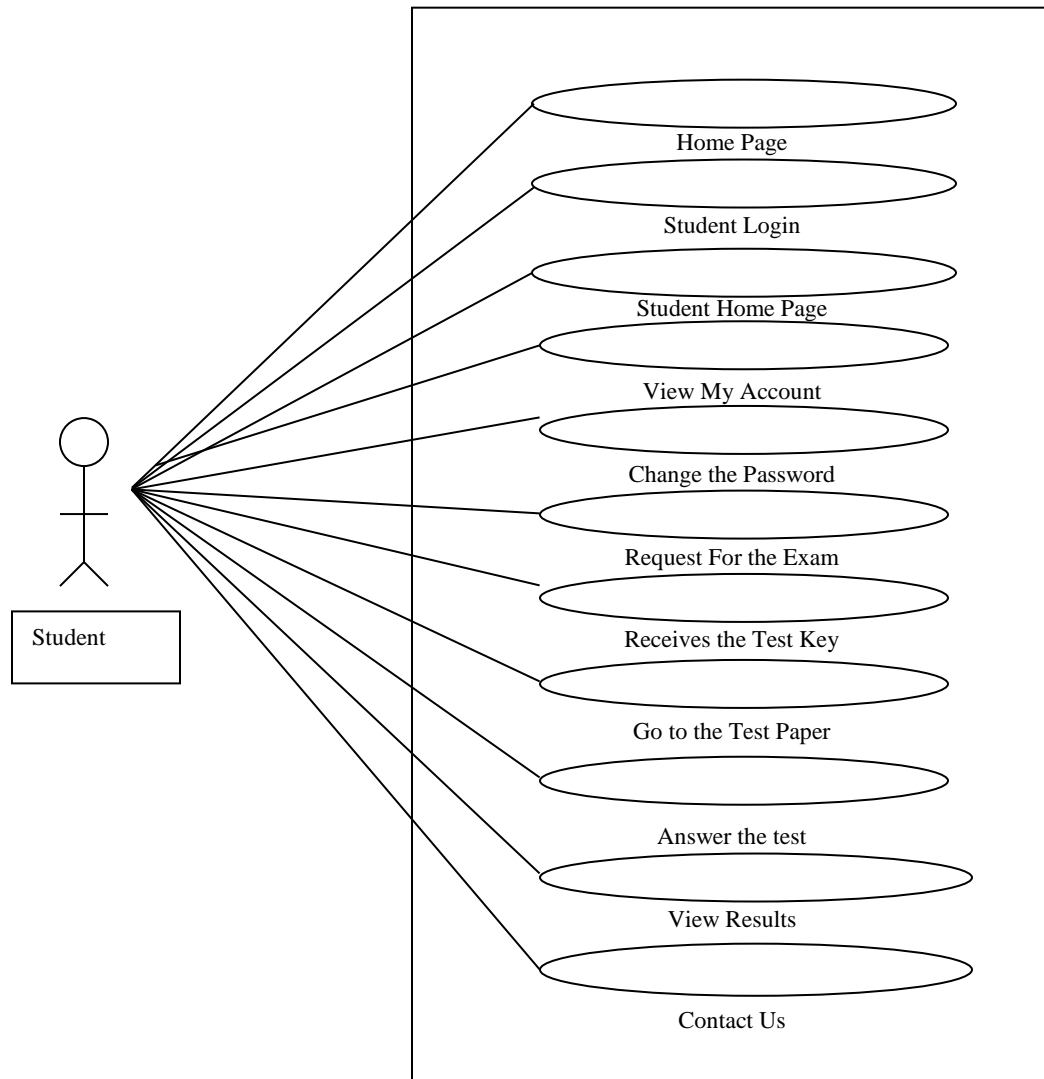 Home Page
Student Login
Student Home Page
View My Account
Change the Password
Request For the Exam
Receives the Test Key
Student
Go to the Test Paper
Answer the test
View Results
Contact Us